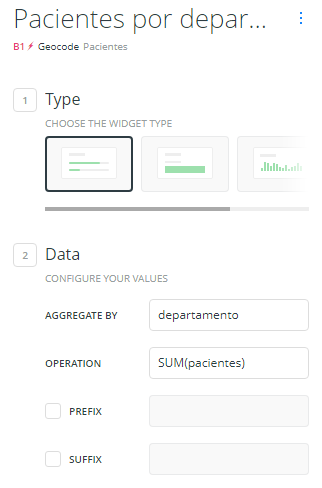 Pacientes por depar...
B1 Geocode Pacientes
1 Type
CHOOSE THE WIDGET TYPE
2 Data
CONFIGURE YOUR VALUES
AGGREGATE BY departamento
OPERATION SUM(pacientes)
PREFIX
SUFFIX